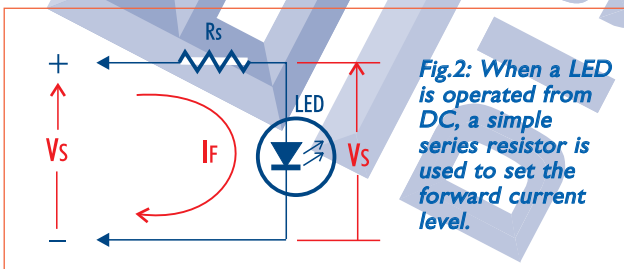 Rs
+
LED
Vs
IF
Vs
−
Fig.2: When a LED
is operated from
DC, a simple
series resistor is
used to set the
forward current
level.